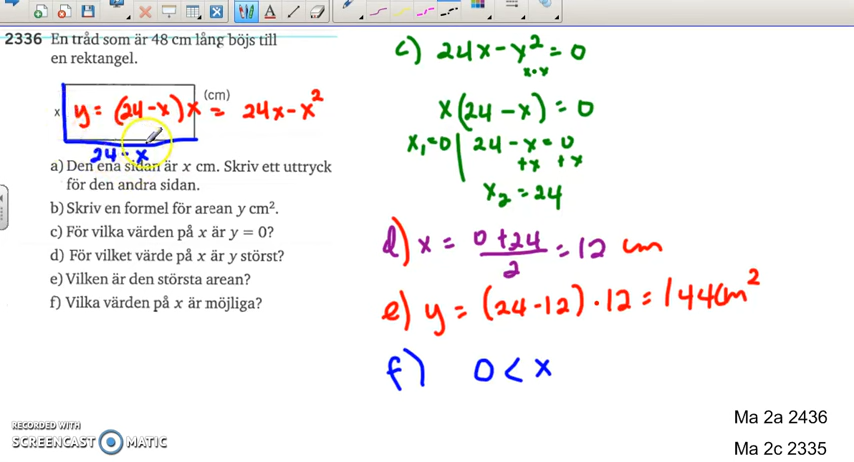 2336 En tråd som är 48 cm lång böjs till
en rektangel.
(cm)
x
y = (24 - x) x = 24x - x²
24 - x
a) Den ena sidan är x cm. Skriv ett uttryck
för den andra sidan.
b) Skriv en formel för arean y cm².
c) För vilka värden på x är y = 0?
d) För vilket värde på x är y störst?
e) Vilken är den största arean?
f) Vilka värden på x är möjliga?
c) 24x - x² = 0
x·x
x(24 - x) = 0
x₁=0 | 24 - x = 0
+x +x
x₂ = 24
d) x = 0+24/2 = 12 cm
e) y = (24-12)·12 = 144cm²
f) 0 < x
RECORDED WITH
SCREENCAST MATIC
Ma 2a 2436
Ma 2c 2335